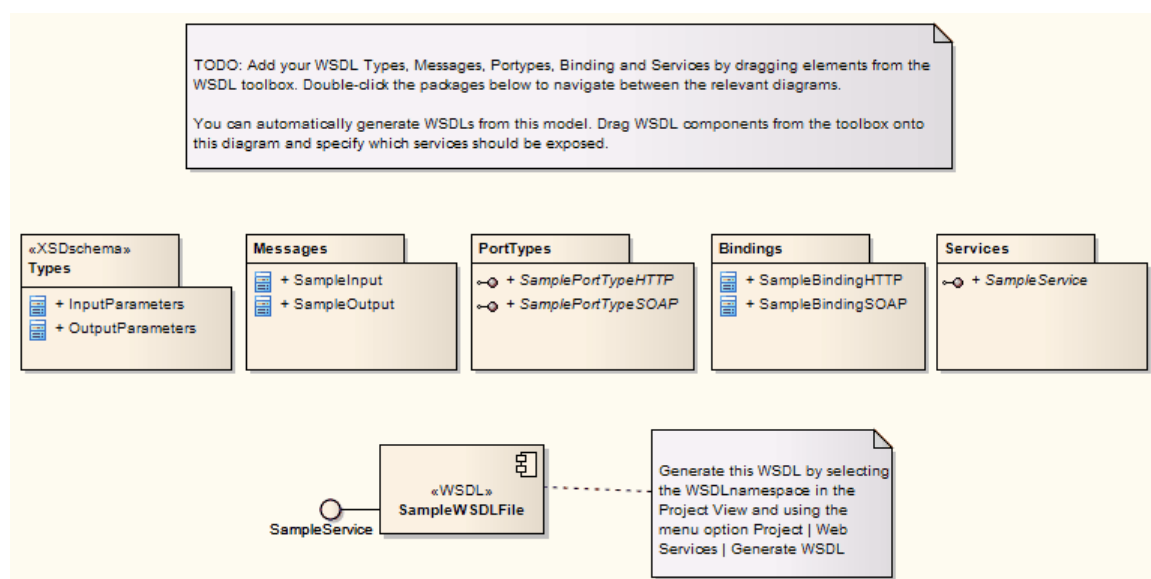 TODO: Add your WSDL Types, Messages, Portypes, Binding and Services by dragging elements from the
WSDL toolbox. Double-click the packages below to navigate between the relevant diagrams.
You can automatically generate WSDLs from this model. Drag WSDL components from the toolbox onto
this diagram and specify which services should be exposed.
«XSDschema»
Types
+ InputParameters
+ OutputParameters
Messages
+ SampleInput
+ SampleOutput
PortTypes
+ SamplePortTypeHTTP
+ SamplePortTypeSOAP
Bindings
+ SampleBindingHTTP
+ SampleBindingSOAP
Services
+ SampleService
SampleService
«WSDL»
SampleWSDLFile
Generate this WSDL by selecting
the WSDLnamespace in the
Project View and using the
menu option Project | Web
Services | Generate WSDL